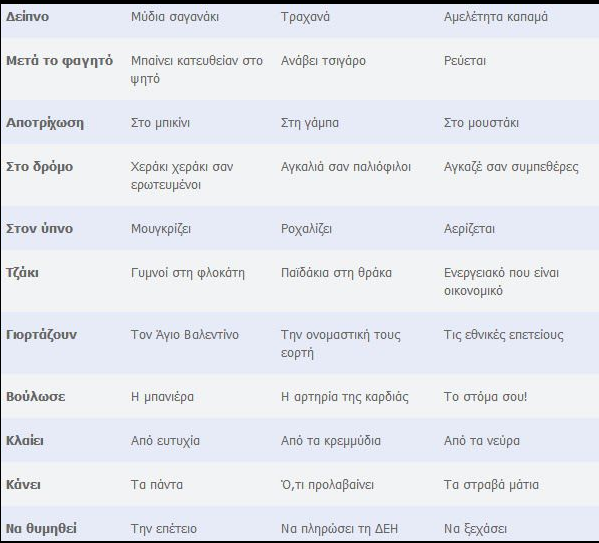 Δείπνο Μύδια σαγανάκι Τραχανά Αμελέτητα καπαμά
Μετά το φαγητό Μπαίνει κατευθείαν στο Ανάβει τσιγάρο Ρεύεται
ψητό
Αποτρίχωση Στο μπικίνι Στη γάμπα Στο μουστάκι
Στο δρόμο Χεράκι χεράκι σαν Αγκαλιά σαν παλιόφιλοι Αγκαζέ σαν συμπεθέρες
ερωτευμένοι
Στον ύπνο Μουγκρίζει Ροχαλίζει Αερίζεται
Τζάκι Γυμνοί στη φλοκάτη Παϊδάκια στη θράκα Ενεργειακό που είναι
οικονομικό
Γιορτάζουν Τον Άγιο Βαλεντίνο Την ονομαστική τους Τις εθνικές επετείους
εορτή
Βούλωσε Η μπανιέρα Η αρτηρία της καρδιάς Το στόμα σου!
Κλαίει Από ευτυχία Από τα κρεμμύδια Από τα νεύρα
Κάνει Τα πάντα Ό,τι προλαβαίνει Τα στραβά μάτια
Να θυμηθεί Την επέτειο Να πληρώσει τη ΔΕΗ Να ξεχάσει